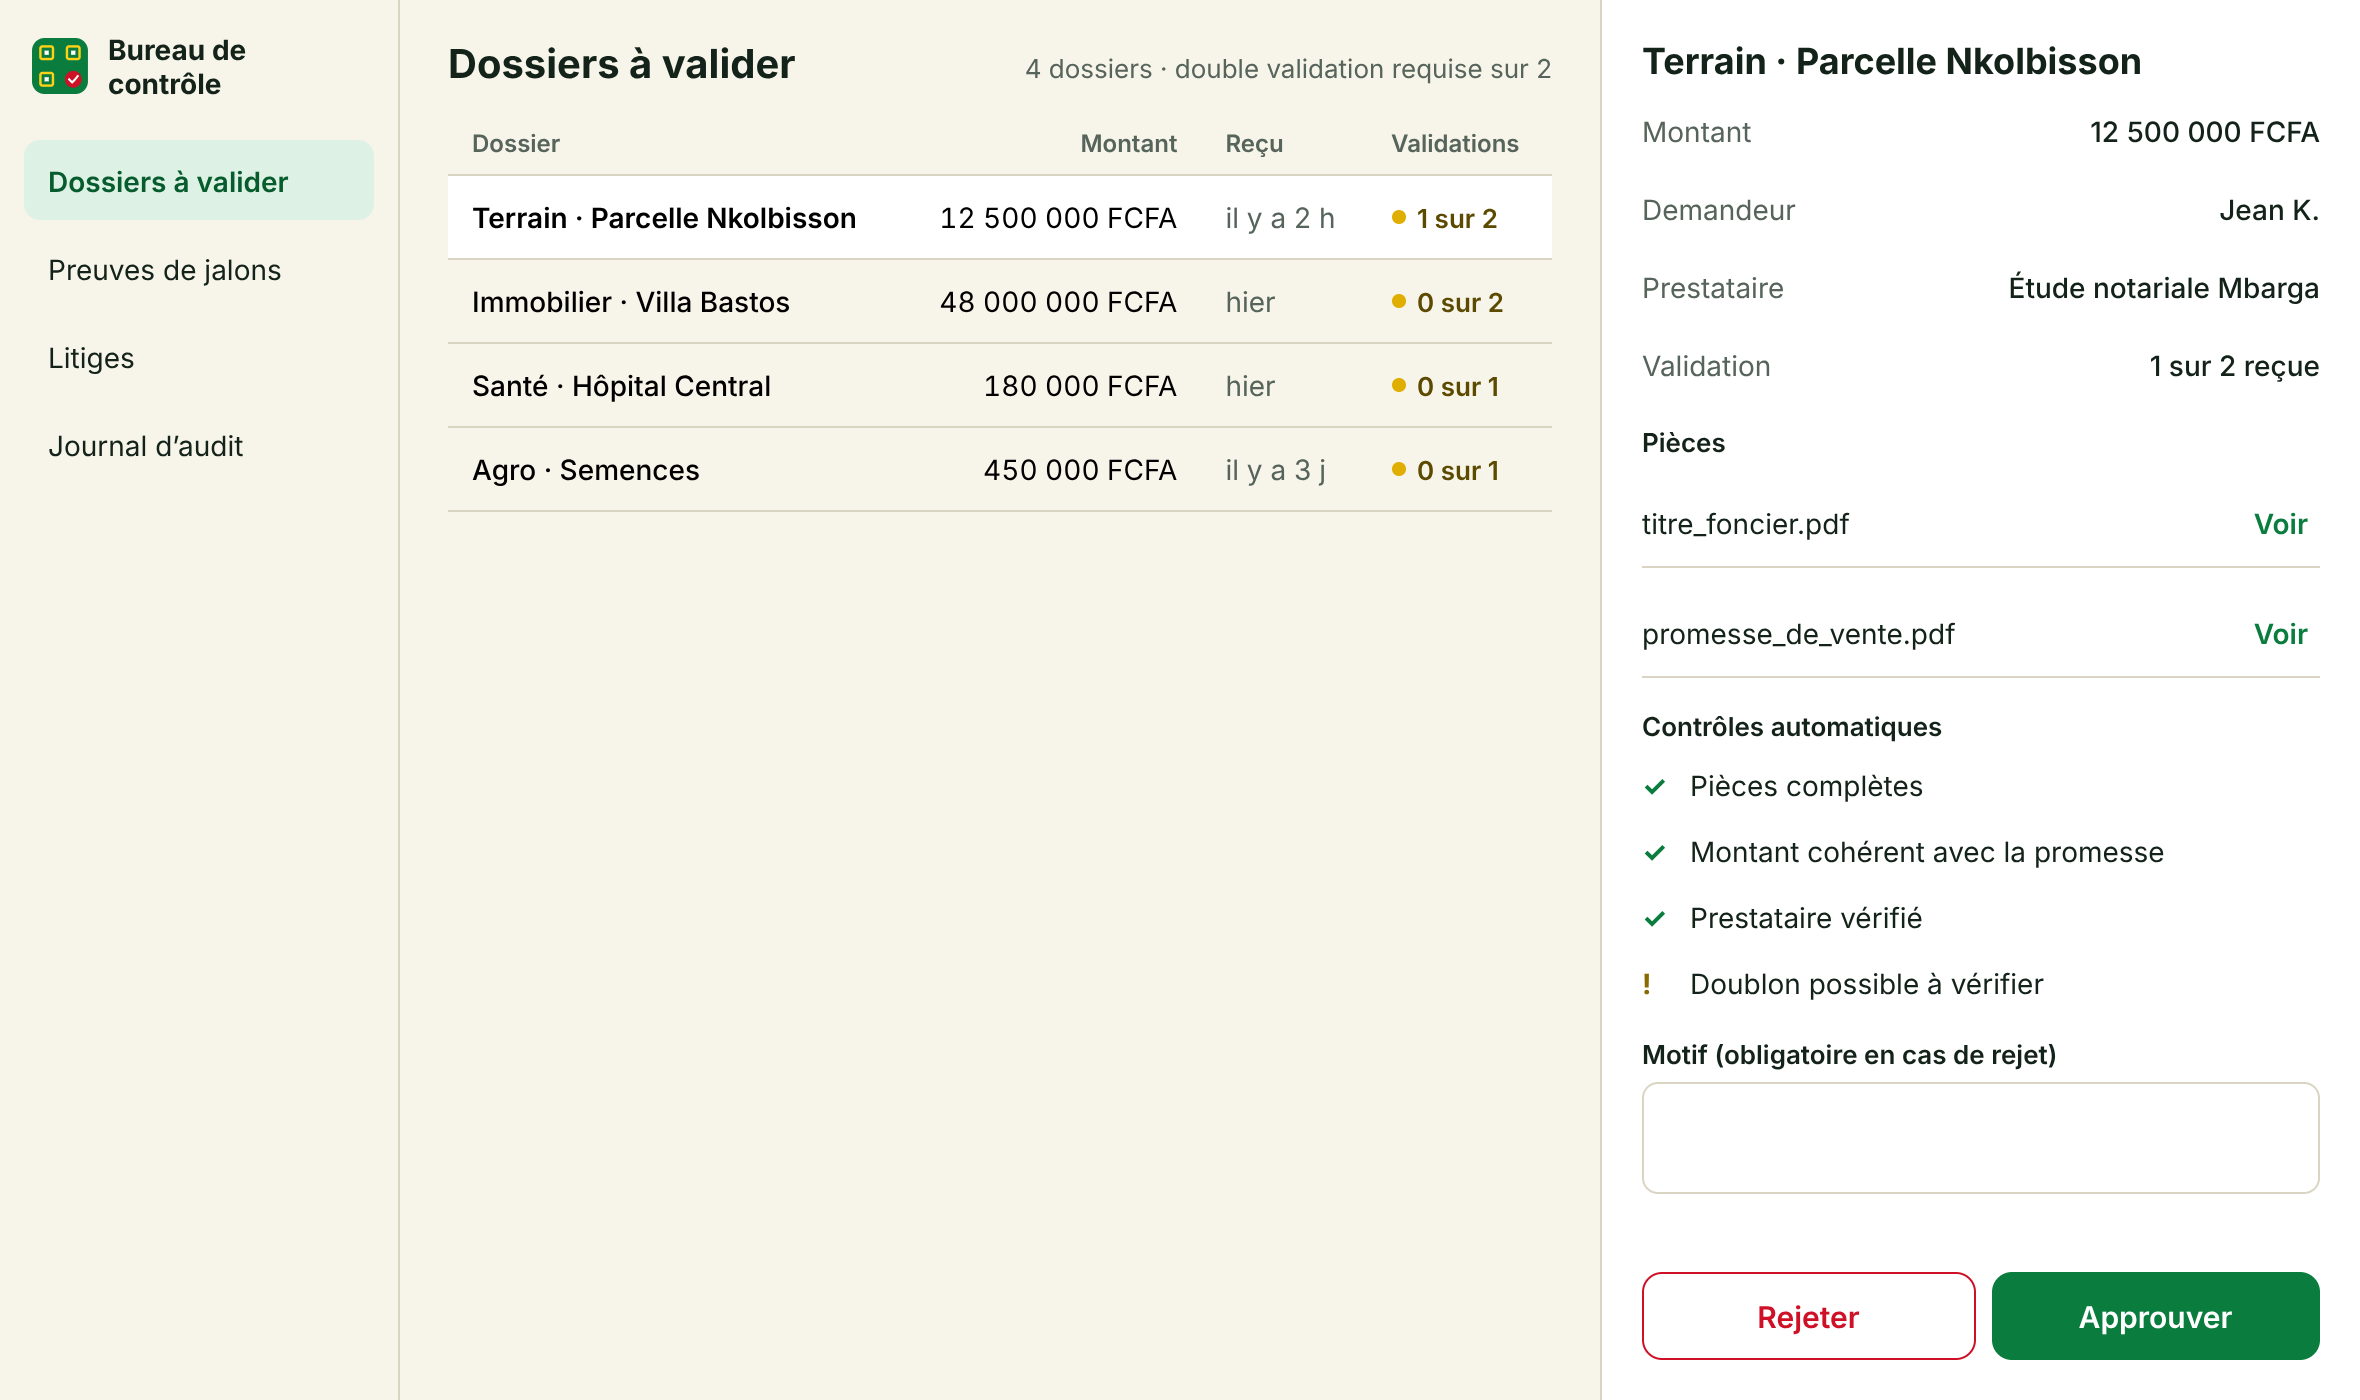 Bureau de
contrôle
Dossiers à valider
Preuves de jalons
Litiges
Journal d’audit
Dossiers à valider
4 dossiers · double validation requise sur 2
Dossier Montant Reçu Validations
Terrain · Parcelle Nkolbisson 12 500 000 FCFA il y a 2 h 1 sur 2
Immobilier · Villa Bastos 48 000 000 FCFA hier 0 sur 2
Santé · Hôpital Central 180 000 FCFA hier 0 sur 1
Agro · Semences 450 000 FCFA il y a 3 j 0 sur 1
Terrain · Parcelle Nkolbisson
Montant 12 500 000 FCFA
Demandeur Jean K.
Prestataire Étude notariale Mbarga
Validation 1 sur 2 reçue
Pièces
titre_foncier.pdf Voir
promesse_de_vente.pdf Voir
Contrôles automatiques
✓ Pièces complètes
✓ Montant cohérent avec la promesse
✓ Prestataire vérifié
! Doublon possible à vérifier
Motif (obligatoire en cas de rejet)
Rejeter Approuver